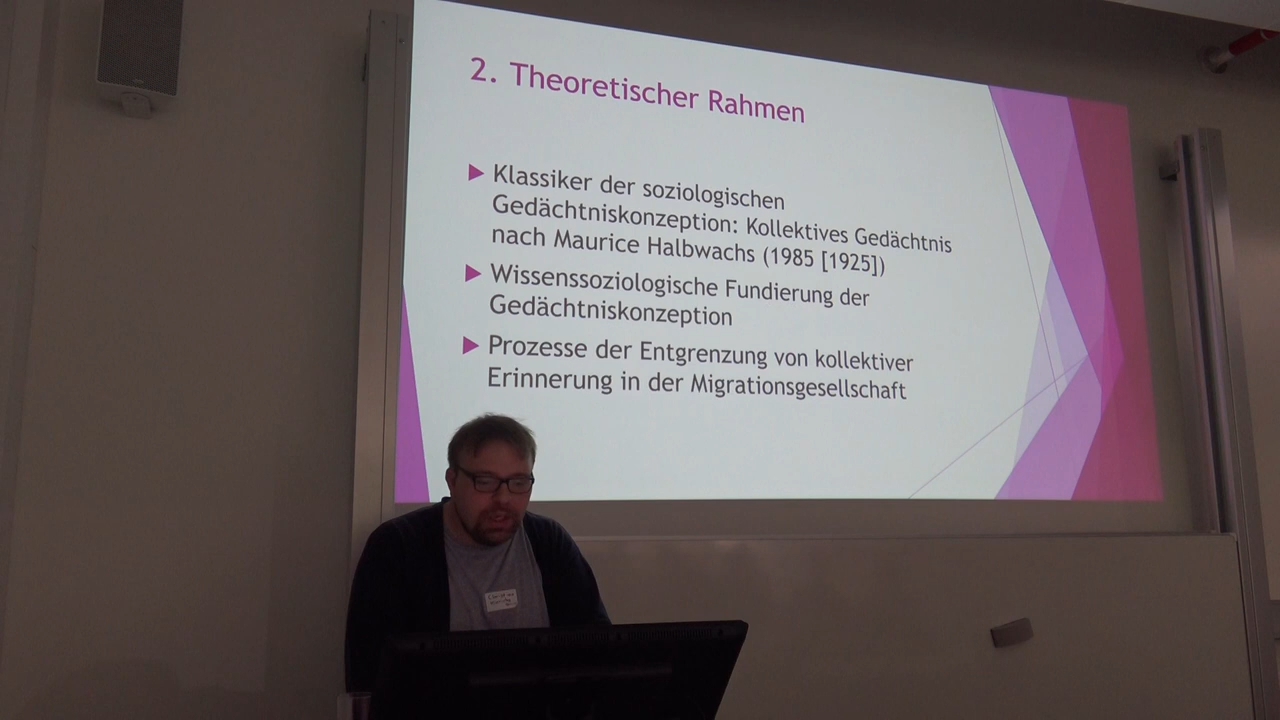 2. Theoretischer Rahmen
Klassiker der soziologischen
Gedächtniskonzeption: Kollektives Gedächtnis
nach Maurice Halbwachs (1985 [1925])
Wissenssoziologische Fundierung der
Gedächtniskonzeption
Prozesse der Entgrenzung von kollektiver
Erinnerung in der Migrationsgesellschaft